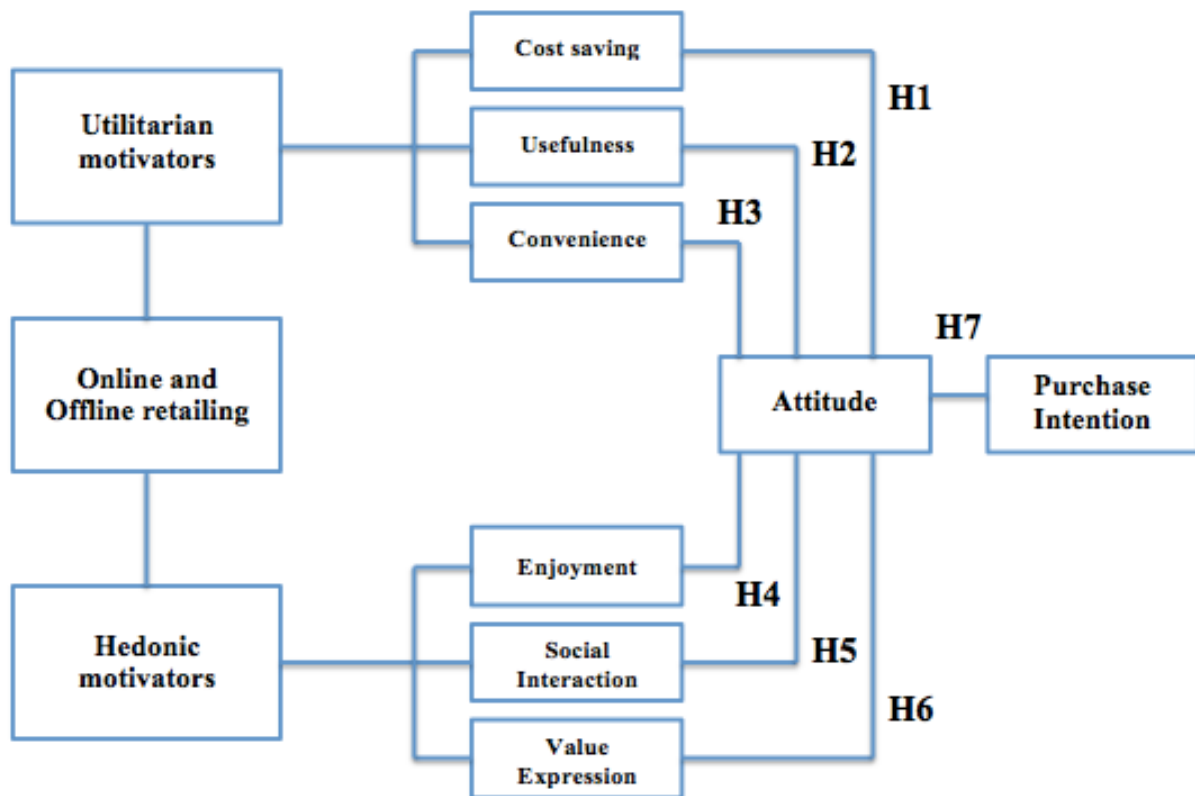 Cost saving
H1
Utilitarian
motivators
Usefulness
H2
Convenience
H3
Online and
Offline retailing
Attitude
H7
Purchase
Intention
Enjoyment
H4
Hedonic
motivators
Social
Interaction
H5
Value
Expression
H6